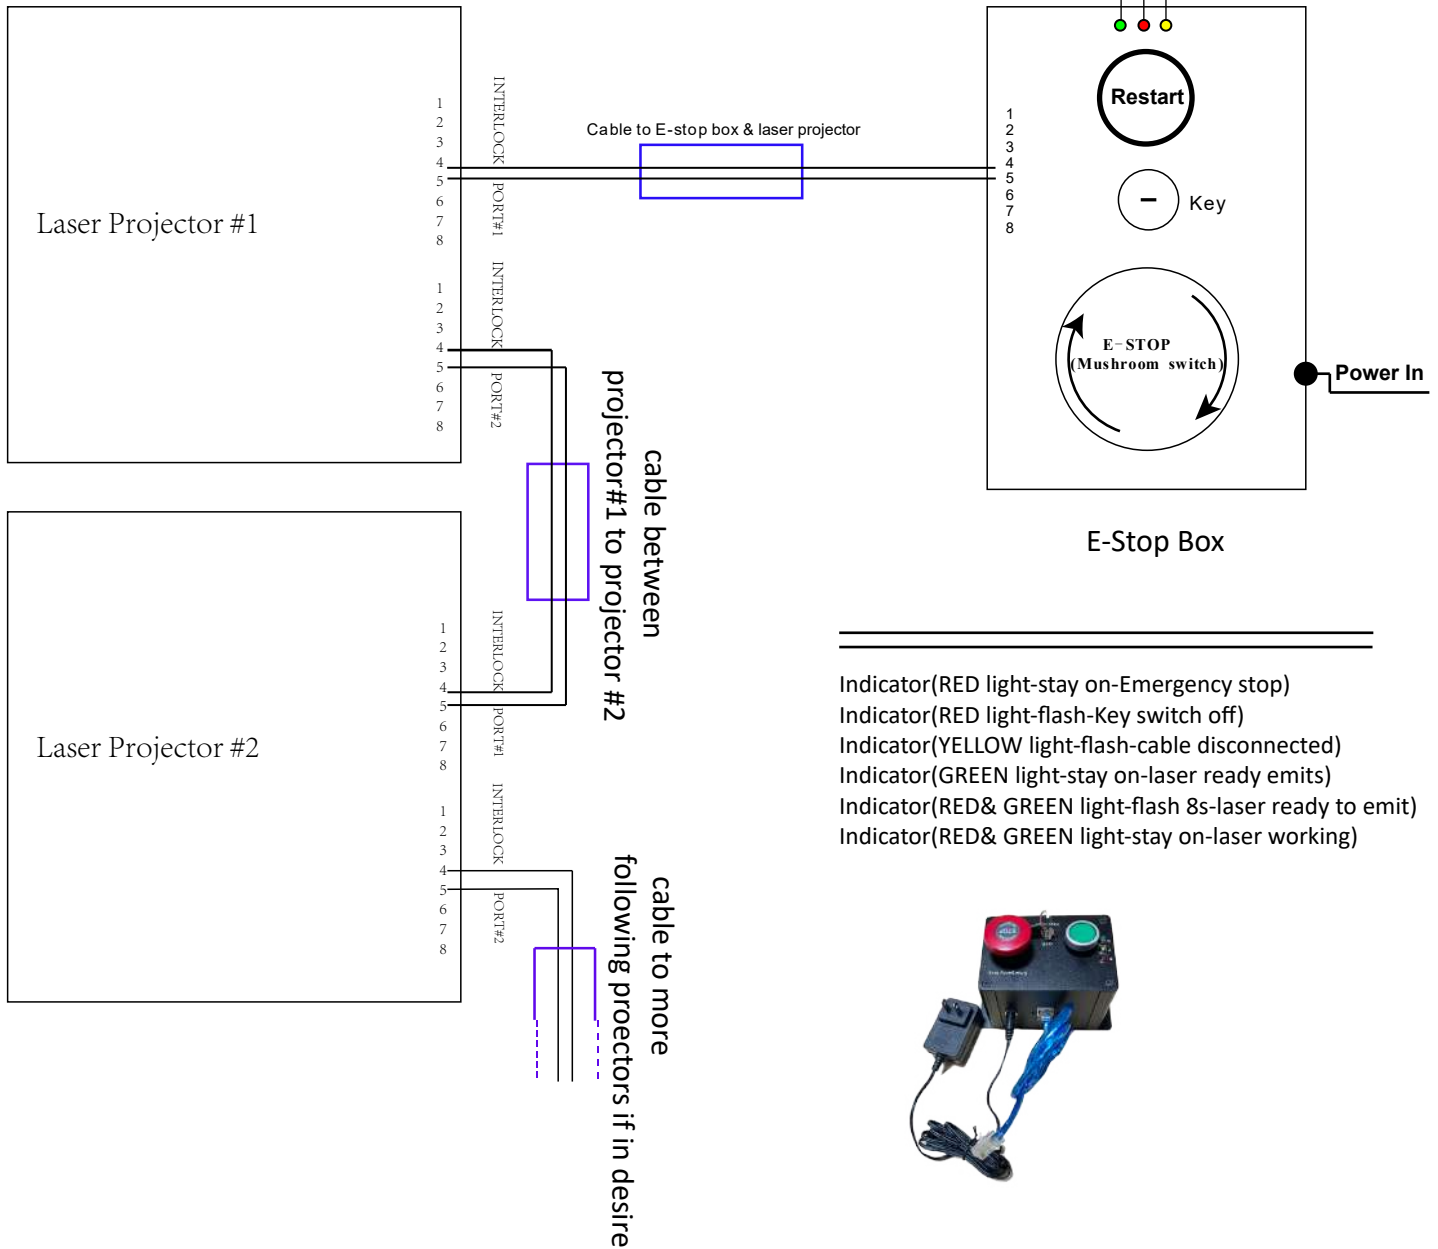 Laser Projector #1
1
2
3
4
5
6
7
8
INTERLOCK PORT#1
1
2
3
4
5
6
7
8
INTERLOCK PORT#2
Cable to E-stop box & laser projector
1
2
3
4
5
6
7
8
Restart
Key
E-STOP
(Mushroom switch)
Power In
E-Stop Box
cable between
projector#1 to projector #2
Laser Projector #2
1
2
3
4
5
6
7
8
INTERLOCK PORT#1
1
2
3
4
5
6
7
8
INTERLOCK PORT#2
cable to more
following proectors if in desire
Indicator(RED light-stay on-Emergency stop)
Indicator(RED light-flash-Key switch off)
Indicator(YELLOW light-flash-cable disconnected)
Indicator(GREEN light-stay on-laser ready emits)
Indicator(RED& GREEN light-flash 8s-laser ready to emit)
Indicator(RED& GREEN light-stay on-laser working)